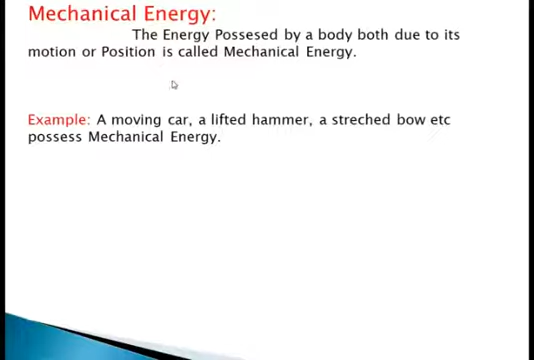 Mechanical Energy:
The Energy Possesed by a body both due to its
motion or Position is called Mechanical Energy.
Example: A moving car, a lifted hammer, a streched bow etc
possess Mechanical Energy.